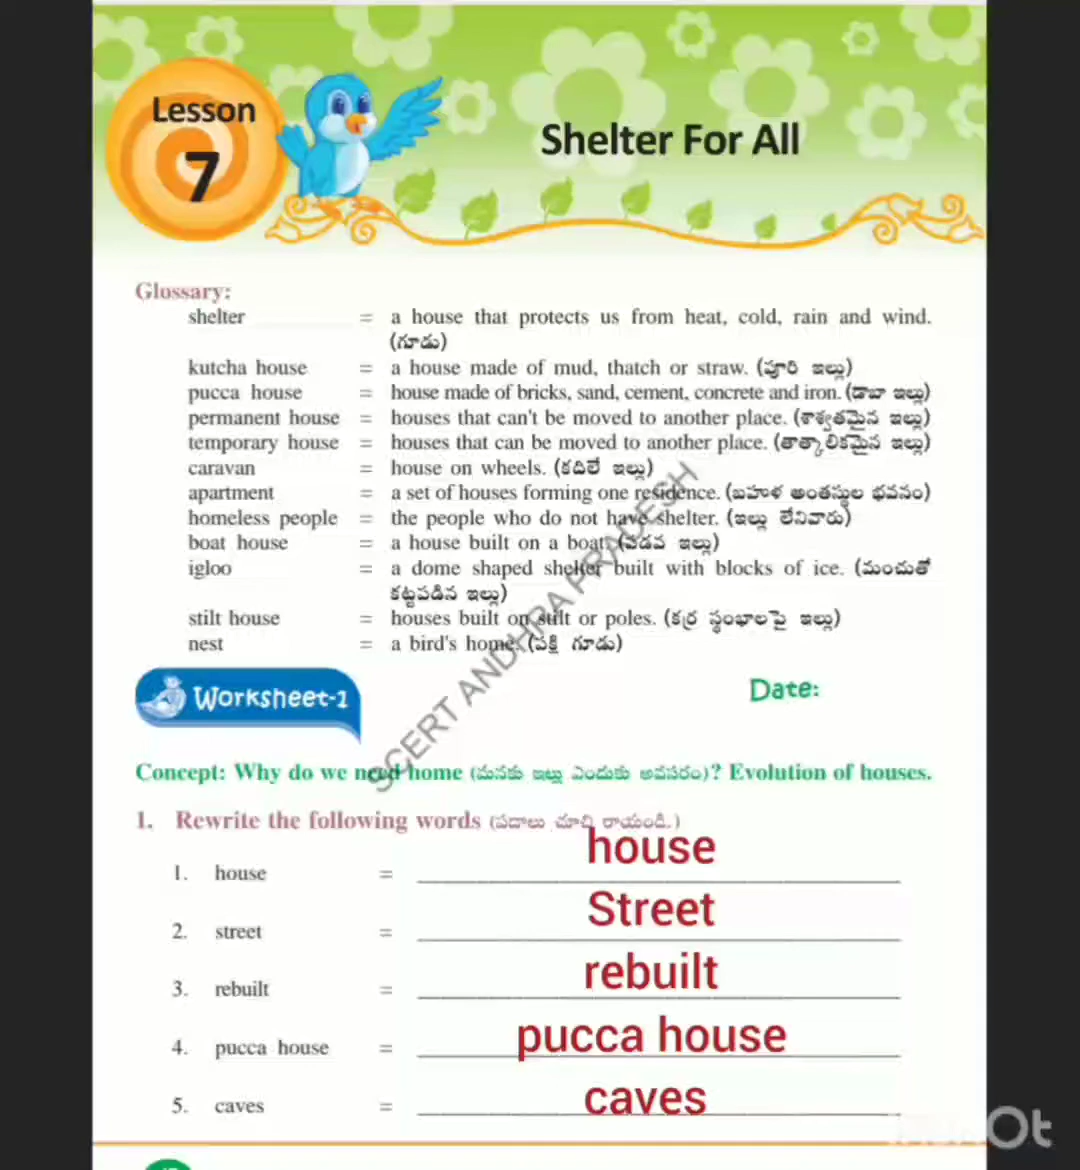 Lesson
7
Shelter For All
Glossary:
shelter = a house that protects us from heat, cold, rain and wind.
(గూడు)
kutcha house = a house made of mud, thatch or straw. (పూరి ఇల్లు)
pucca house = house made of bricks, sand, cement, concrete and iron. (డాబా ఇల్లు)
permanent house = houses that can't be moved to another place. (శాశ్వతమైన ఇల్లు)
temporary house = houses that can be moved to another place. (తాత్కాలికమైన ఇల్లు)
caravan = house on wheels. (కదిలే ఇల్లు)
apartment = a set of houses forming one residence. (బహుళ అంతస్థుల భవనం)
homeless people = the people who do not have shelter. (ఇల్లు లేనివారు)
boat house = a house built on a boat. (పడవ ఇల్లు)
igloo = a dome shaped shelter built with blocks of ice. (మంచుతో
కట్టపడిన ఇల్లు)
stilt house = houses built on stilt or poles. (కర్ర స్థంభాలపై ఇల్లు)
nest = a bird's home. (పక్షి గూడు)
SCERT ANDHRA PRADESH
Worksheet-1
Date:
Concept: Why do we need home (మనకు ఇల్లు ఎందుకు అవసరం)? Evolution of houses.
1. Rewrite the following words (పదాలు చూచి రాయండి.)
1. house = house
2. street = Street
3. rebuilt = rebuilt
4. pucca house = pucca house
5. caves = caves